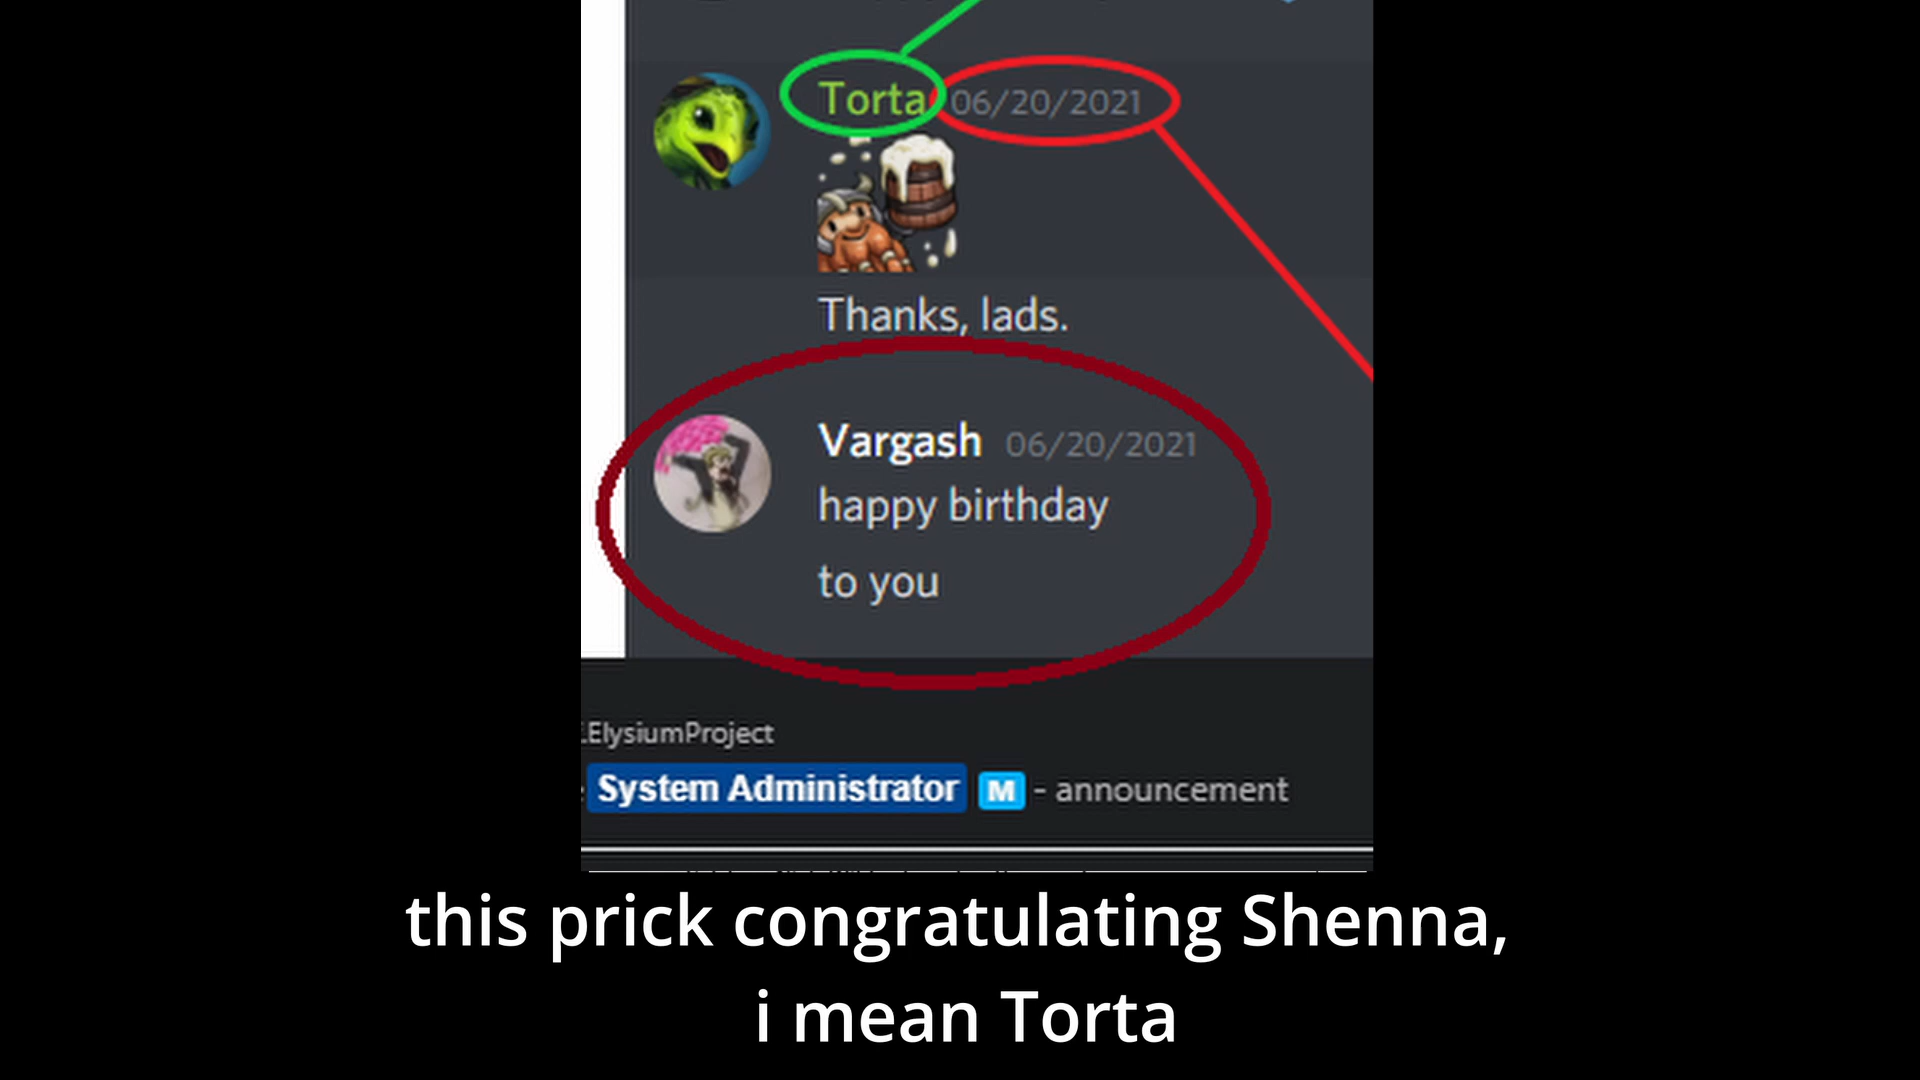 Torta 06/20/2021
Thanks, lads.
Vargash 06/20/2021
happy birthday
to you
.ElysiumProject
System Administrator M - announcement
this prick congratulating Shenna,
i mean Torta